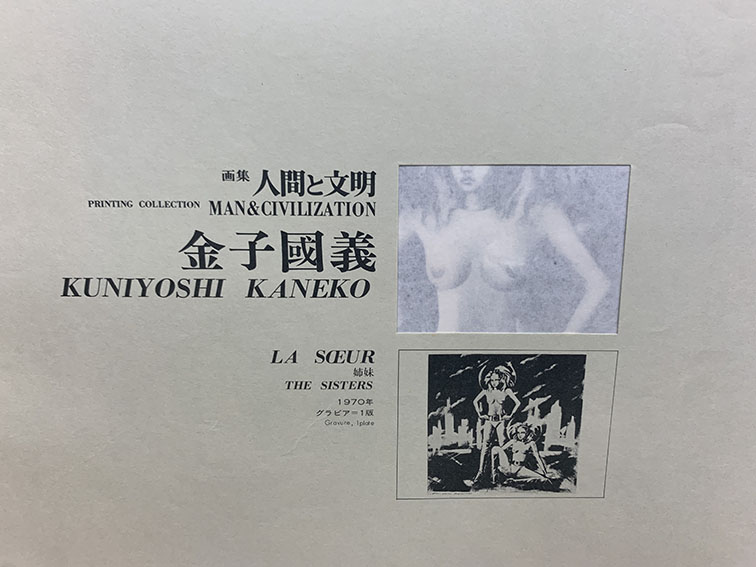 画集 人間と文明
PRINTING COLLECTION MAN&CIVILIZATION
金子國義
KUNIYOSHI KANEKO
LA SŒUR
姉妹
THE SISTERS
1970年
グラビア=1版
Gravure, 1plate